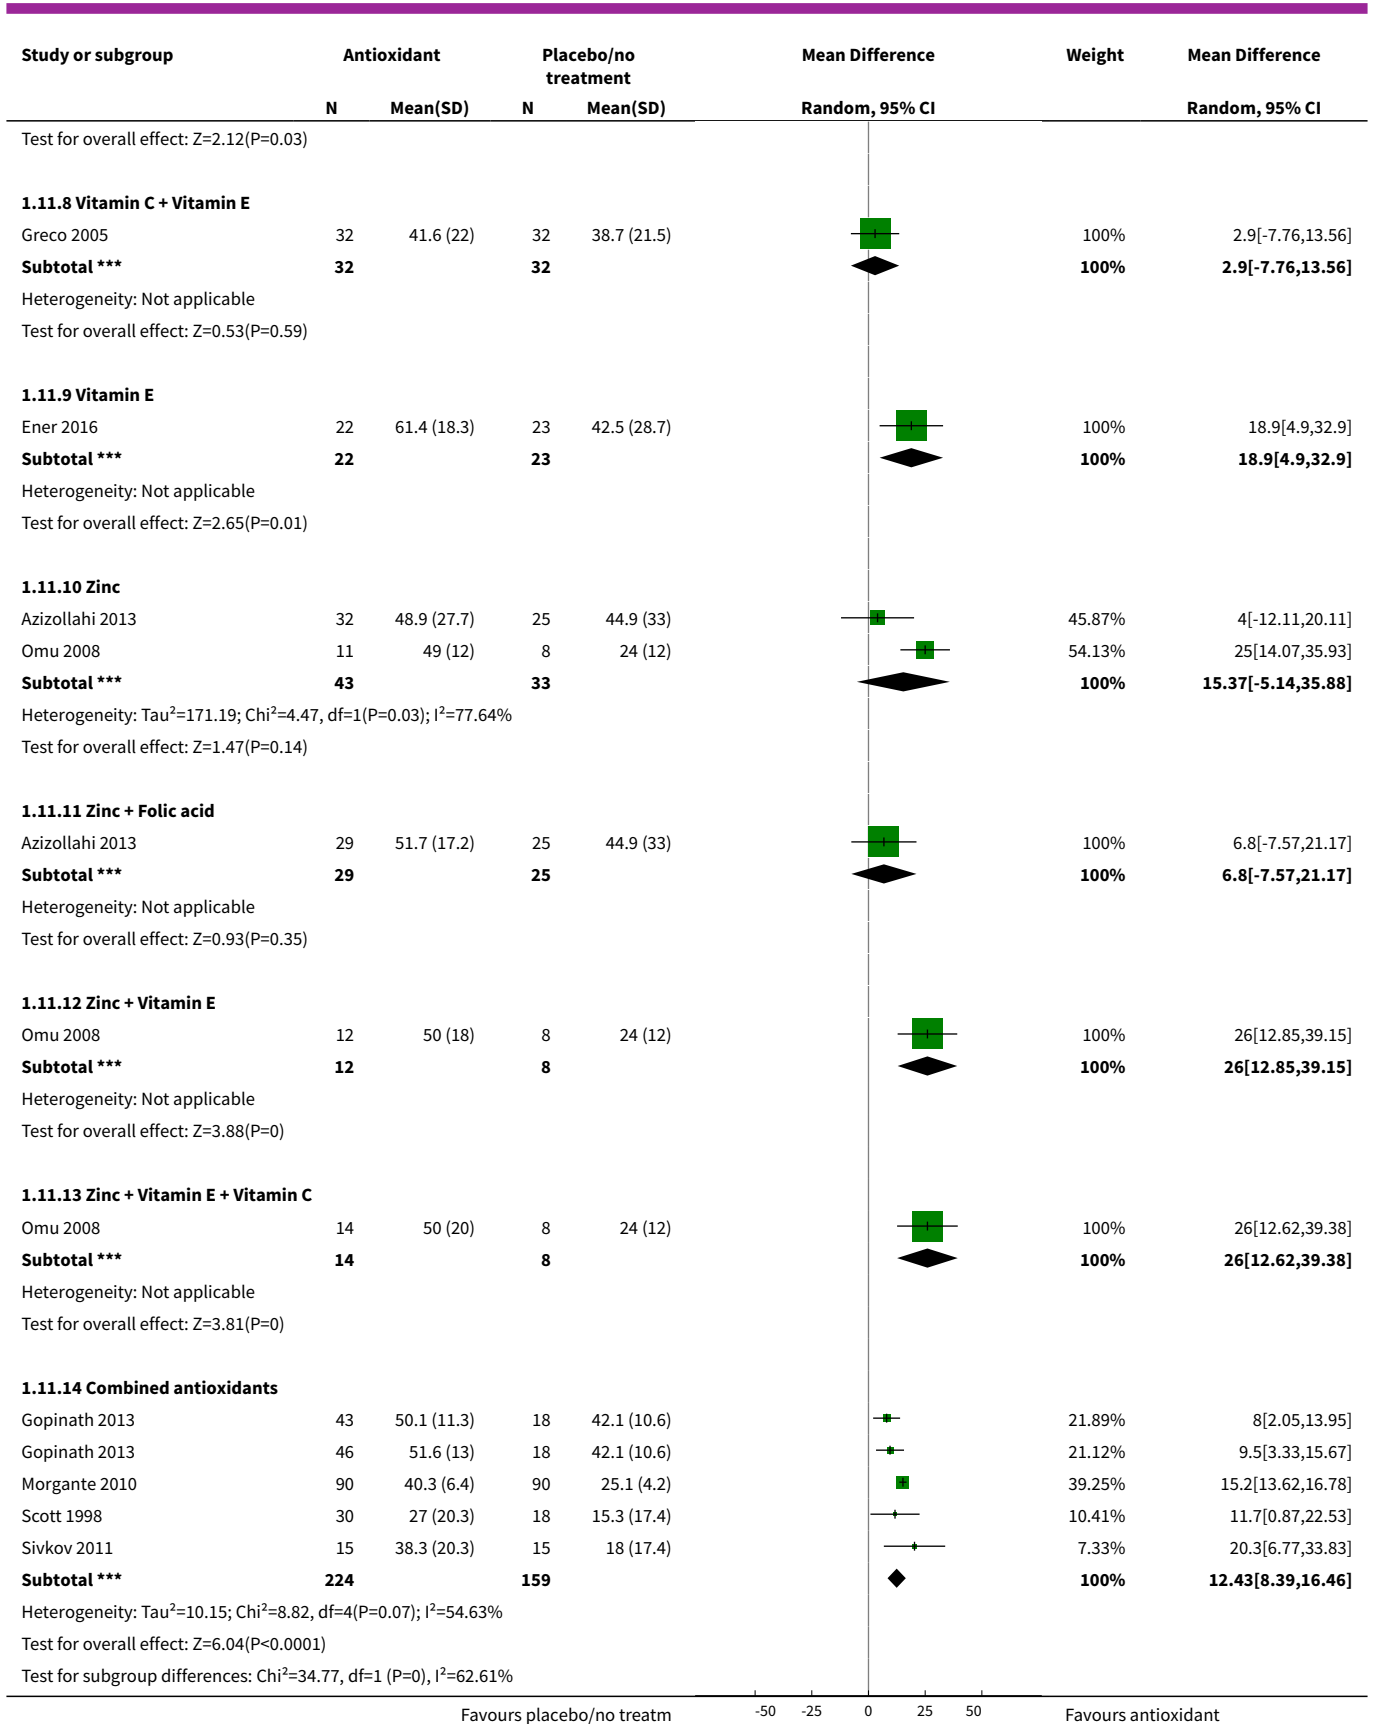 Study or subgroup Antioxidant Placebo/no treatment Mean Difference Weight Mean Difference
N Mean(SD) N Mean(SD) Random, 95% CI Random, 95% CI
Test for overall effect: Z=2.12(P=0.03)
1.11.8 Vitamin C + Vitamin E
Greco 2005 32 41.6 (22) 32 38.7 (21.5) 100% 2.9[-7.76,13.56]
Subtotal *** 32 32 100% 2.9[-7.76,13.56]
Heterogeneity: Not applicable
Test for overall effect: Z=0.53(P=0.59)
1.11.9 Vitamin E
Ener 2016 22 61.4 (18.3) 23 42.5 (28.7) 100% 18.9[4.9,32.9]
Subtotal *** 22 23 100% 18.9[4.9,32.9]
Heterogeneity: Not applicable
Test for overall effect: Z=2.65(P=0.01)
1.11.10 Zinc
Azizollahi 2013 32 48.9 (27.7) 25 44.9 (33) 45.87% 4[-12.11,20.11]
Omu 2008 11 49 (12) 8 24 (12) 54.13% 25[14.07,35.93]
Subtotal *** 43 33 100% 15.37[-5.14,35.88]
Heterogeneity: Tau²=171.19; Chi²=4.47, df=1(P=0.03); I²=77.64%
Test for overall effect: Z=1.47(P=0.14)
1.11.11 Zinc + Folic acid
Azizollahi 2013 29 51.7 (17.2) 25 44.9 (33) 100% 6.8[-7.57,21.17]
Subtotal *** 29 25 100% 6.8[-7.57,21.17]
Heterogeneity: Not applicable
Test for overall effect: Z=0.93(P=0.35)
1.11.12 Zinc + Vitamin E
Omu 2008 12 50 (18) 8 24 (12) 100% 26[12.85,39.15]
Subtotal *** 12 8 100% 26[12.85,39.15]
Heterogeneity: Not applicable
Test for overall effect: Z=3.88(P=0)
1.11.13 Zinc + Vitamin E + Vitamin C
Omu 2008 14 50 (20) 8 24 (12) 100% 26[12.62,39.38]
Subtotal *** 14 8 100% 26[12.62,39.38]
Heterogeneity: Not applicable
Test for overall effect: Z=3.81(P=0)
1.11.14 Combined antioxidants
Gopinath 2013 43 50.1 (11.3) 18 42.1 (10.6) 21.89% 8[2.05,13.95]
Gopinath 2013 46 51.6 (13) 18 42.1 (10.6) 21.12% 9.5[3.33,15.67]
Morgante 2010 90 40.3 (6.4) 90 25.1 (4.2) 39.25% 15.2[13.62,16.78]
Scott 1998 30 27 (20.3) 18 15.3 (17.4) 10.41% 11.7[0.87,22.53]
Sivkov 2011 15 38.3 (20.3) 15 18 (17.4) 7.33% 20.3[6.77,33.83]
Subtotal *** 224 159 100% 12.43[8.39,16.46]
Heterogeneity: Tau²=10.15; Chi²=8.82, df=4(P=0.07); I²=54.63%
Test for overall effect: Z=6.04(P<0.0001)
Test for subgroup differences: Chi²=34.77, df=1 (P=0), I²=62.61%
Favours placebo/no treatm -50 -25 0 25 50 Favours antioxidant